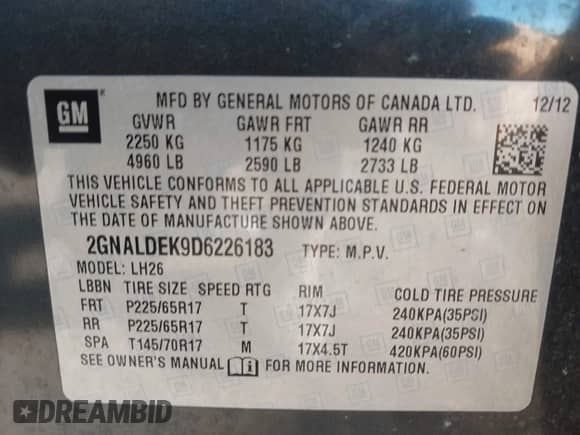 GM
MFD BY GENERAL MOTORS OF CANADA LTD. 12/12
GVWR GAWR FRT GAWR RR
2250 KG 1175 KG 1240 KG
4960 LB 2590 LB 2733 LB
THIS VEHICLE CONFORMS TO ALL APPLICABLE U.S. FEDERAL MOTOR
VEHICLE SAFETY AND THEFT PREVENTION STANDARDS IN EFFECT ON
THE DATE OF MANUFACTURE SHOWN ABOVE.
2GNALDEK9D6226183 TYPE: M.P.V.
MODEL: LH26
LBBN TIRE SIZE SPEED RTG RIM COLD TIRE PRESSURE
FRT P225/65R17 T 17X7J 240KPA(35PSI)
RR P225/65R17 T 17X7J 240KPA(35PSI)
SPA T145/70R17 M 17X4.5T 420KPA(60PSI)
SEE OWNER'S MANUAL i FOR MORE INFORMATION.
DREAMBID